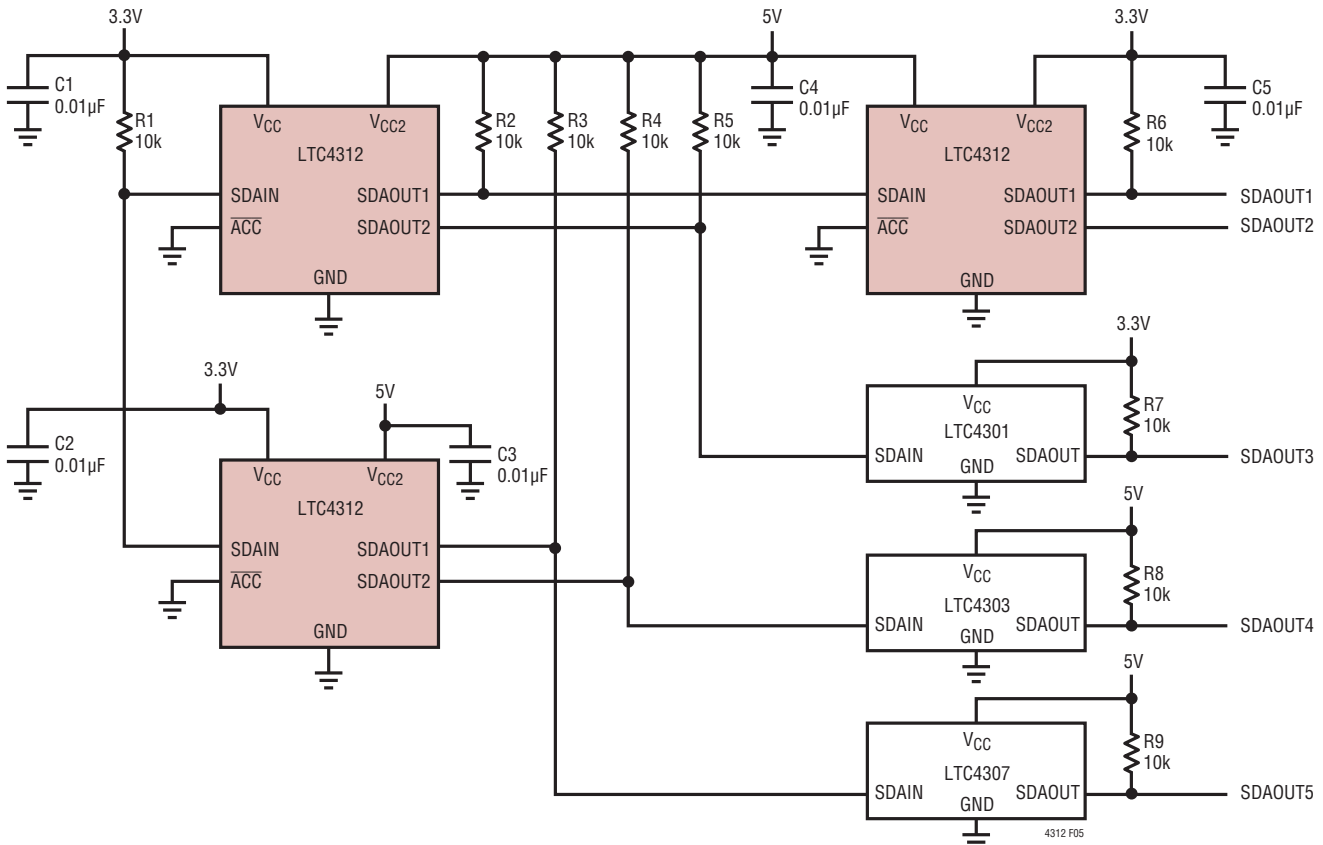 3.3V
5V
3.3V
C1
0.01µF
R1
10k
VCC
VCC2
LTC4312
SDAIN
ACC
SDAOUT1
SDAOUT2
GND
R2
10k
R3
10k
R4
10k
R5
10k
C4
0.01µF
VCC
VCC2
LTC4312
SDAIN
ACC
SDAOUT1
SDAOUT2
GND
R6
10k
C5
0.01µF
SDAOUT1
SDAOUT2
3.3V
5V
C2
0.01µF
C3
0.01µF
VCC
VCC2
LTC4312
SDAIN
ACC
SDAOUT1
SDAOUT2
GND
3.3V
VCC
LTC4301
SDAIN
GND
SDAOUT
R7
10k
SDAOUT3
5V
VCC
LTC4303
SDAIN
GND
SDAOUT
R8
10k
SDAOUT4
5V
VCC
LTC4307
SDAIN
GND
SDAOUT
R9
10k
SDAOUT5
4312 F05